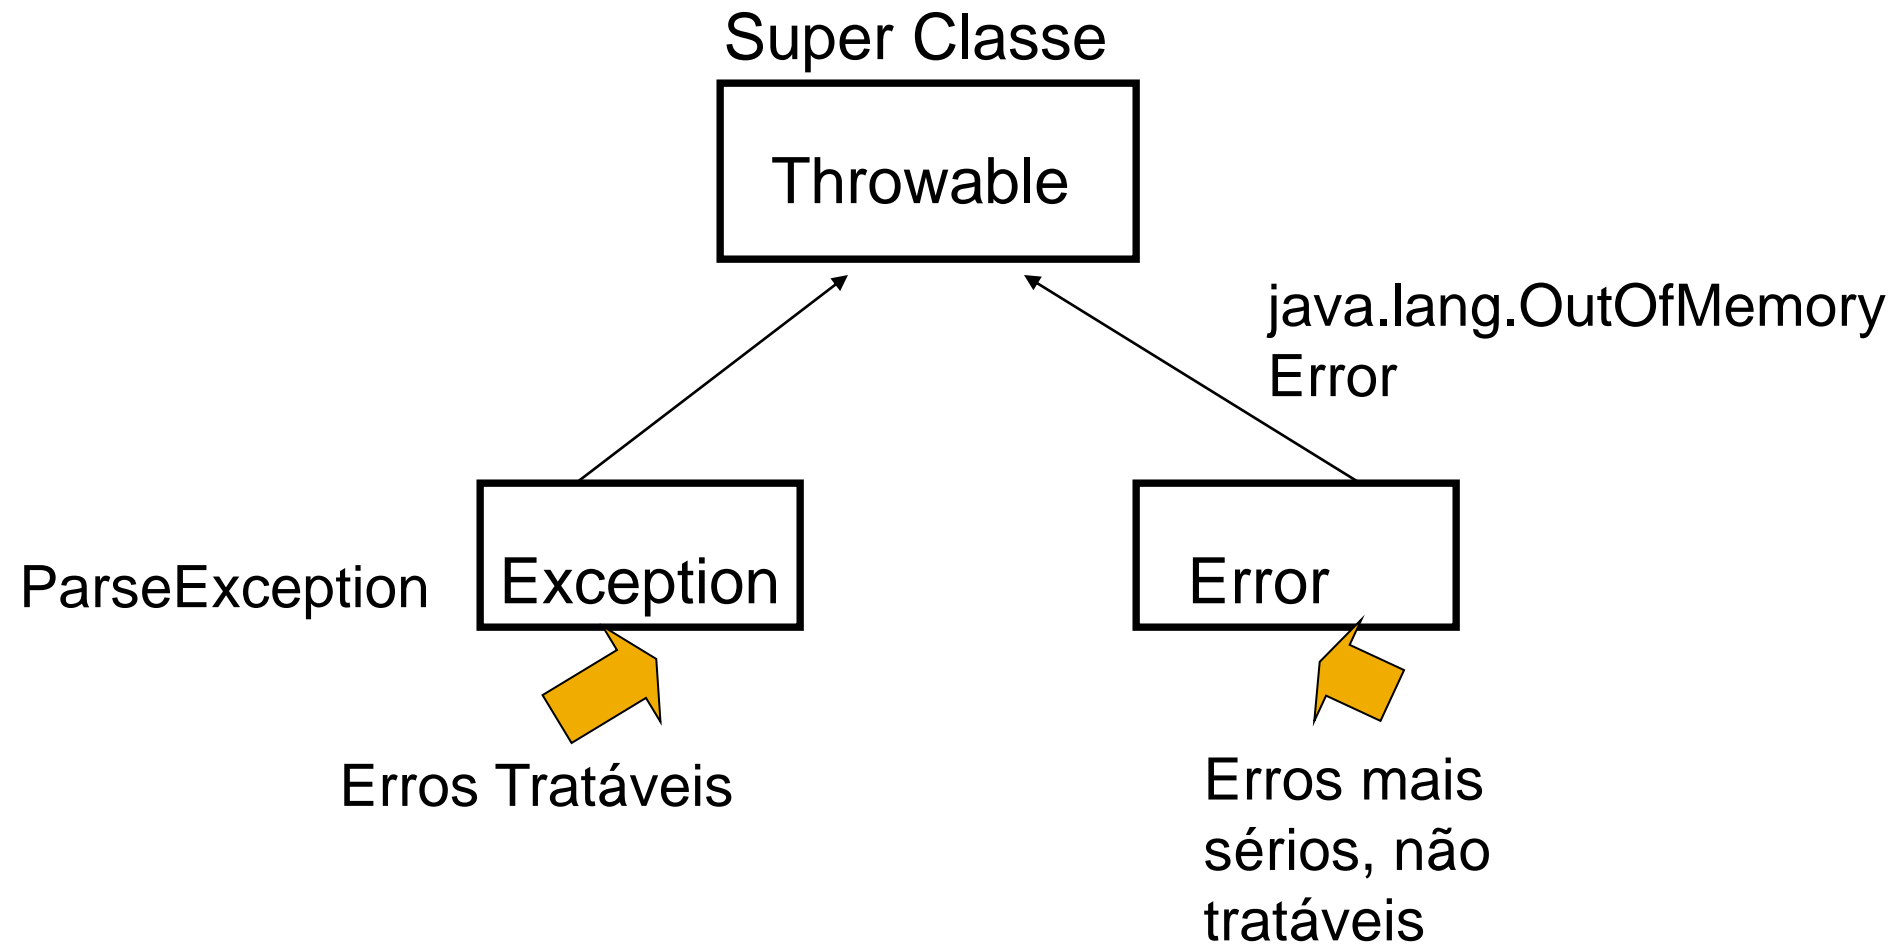 Super Classe
Throwable
java.lang.OutOfMemory
Error
ParseException
Exception
Error
Erros Tratáveis
Erros mais
sérios, não
tratáveis